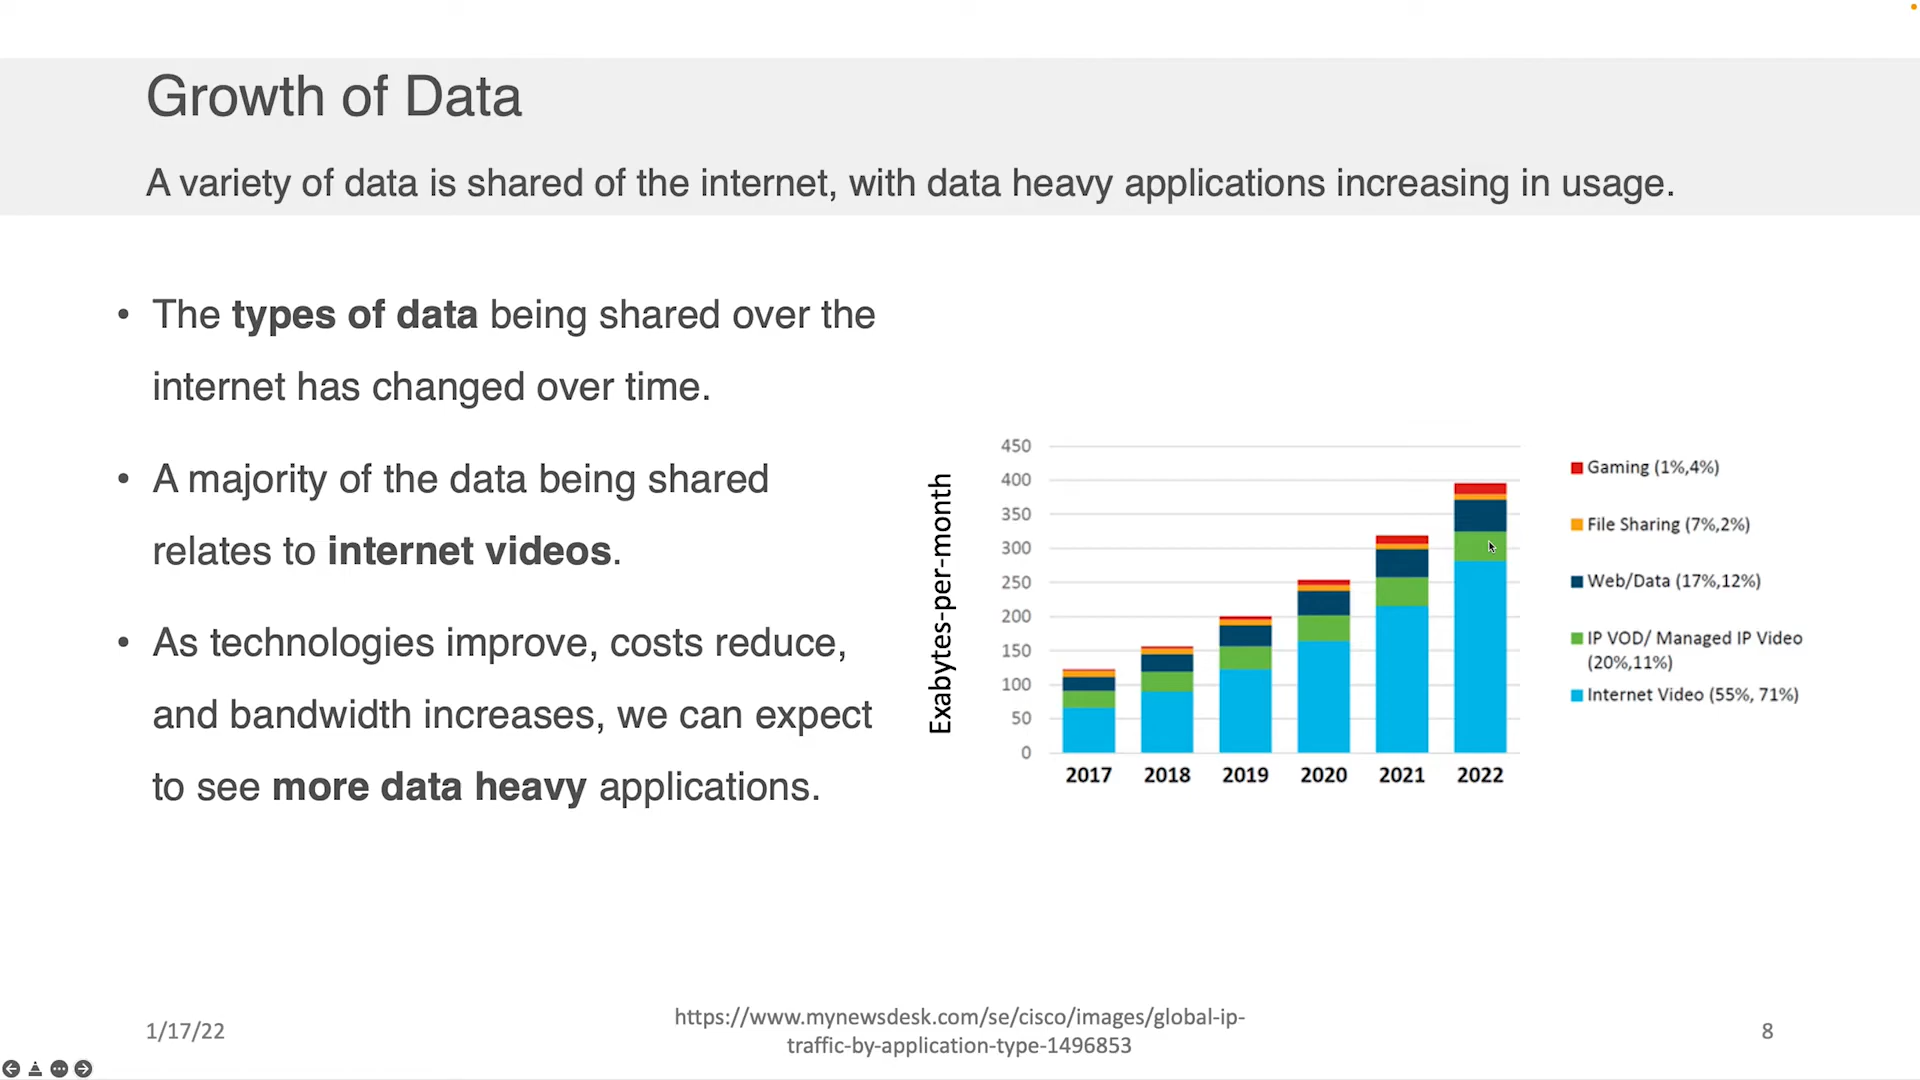 Growth of Data
A variety of data is shared of the internet, with data heavy applications increasing in usage.
• The types of data being shared over the
internet has changed over time.
• A majority of the data being shared
relates to internet videos.
• As technologies improve, costs reduce,
and bandwidth increases, we can expect
to see more data heavy applications.
Exabytes-per-month
450
400
350
300
250
200
150
100
50
0
2017 2018 2019 2020 2021 2022
Gaming (1%,4%)
File Sharing (7%,2%)
Web/Data (17%,12%)
IP VOD/ Managed IP Video
(20%,11%)
Internet Video (55%, 71%)
1/17/22
https://www.mynewsdesk.com/se/cisco/images/global-ip-
traffic-by-application-type-1496853
8